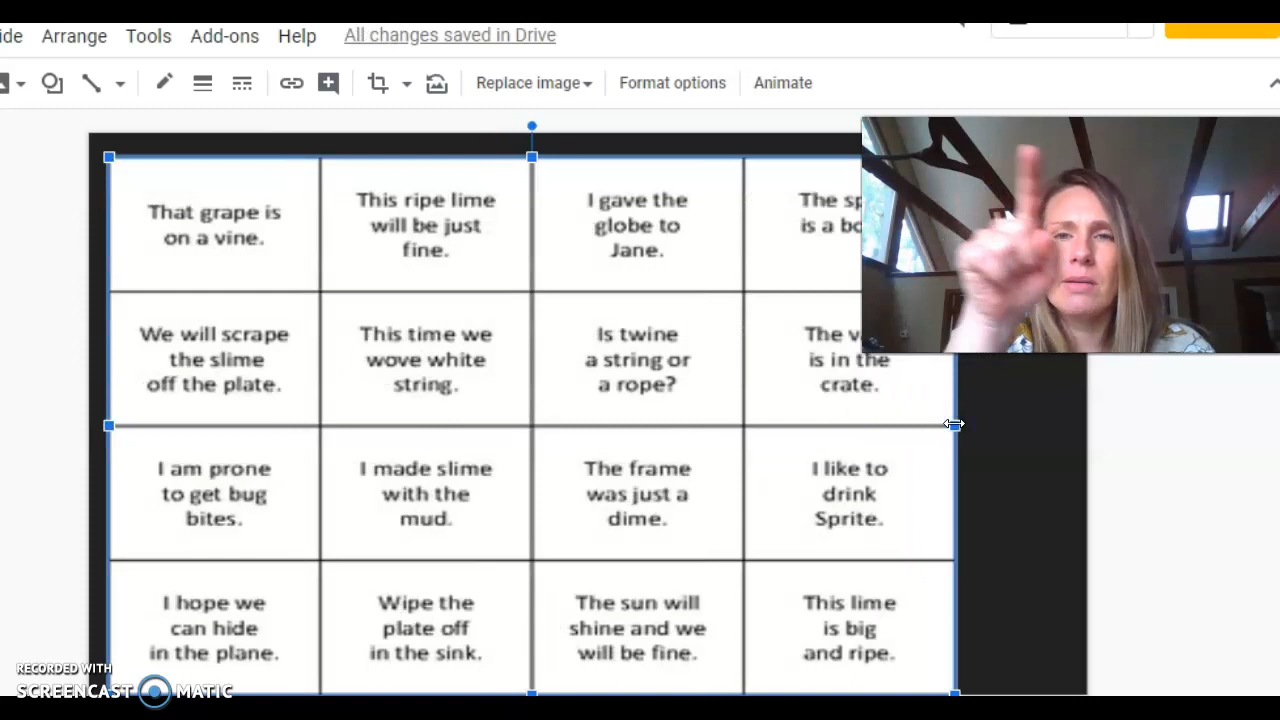 Arrange Tools Add-ons Help All changes saved in Drive
Replace image Format options Animate
That grape is
on a vine.
This ripe lime
will be just
fine.
I gave the
globe to
Jane.
The
is a
We will scrape
the slime
off the plate.
This time we
wove white
string.
Is twine
a string or
a rope?
The
is in the
crate.
I am prone
to get bug
bites.
I made slime
with the
mud.
The frame
was just a
dime.
I like to
drink
Sprite.
I hope we
can hide
in the plane.
Wipe the
plate off
in the sink.
The sun will
shine and we
will be fine.
This lime
is big
and ripe.
RECORDED WITH
SCREENCAST MATIC